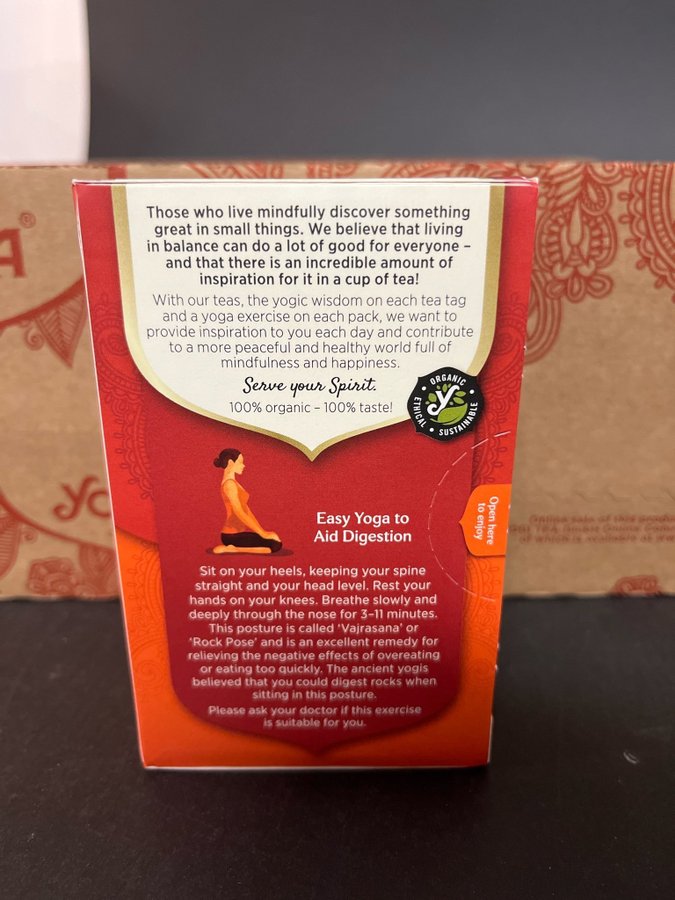 Those who live mindfully discover something
great in small things. We believe that living
in balance can do a lot of good for everyone –
and that there is an incredible amount of
inspiration for it in a cup of tea!
With our teas, the yogic wisdom on each tea tag
and a yoga exercise on each pack, we want to
provide inspiration to you each day and contribute
to a more peaceful and healthy world full of
mindfulness and happiness.
Serve your Spirit.
100% organic – 100% taste!
ORGANIC
ETHICAL • SUSTAINABLE
y.
Open here
to enjoy
Easy Yoga to
Aid Digestion
Sit on your heels, keeping your spine
straight and your head level. Rest your
hands on your knees. Breathe slowly and
deeply through the nose for 3–11 minutes.
This posture is called 'Vajrasana' or
'Rock Pose' and is an excellent remedy for
relieving the negative effects of overeating
or eating too quickly. The ancient yogis
believed that you could digest rocks when
sitting in this posture.
Please ask your doctor if this exercise
is suitable for you.
A®
yo
Online sale of this